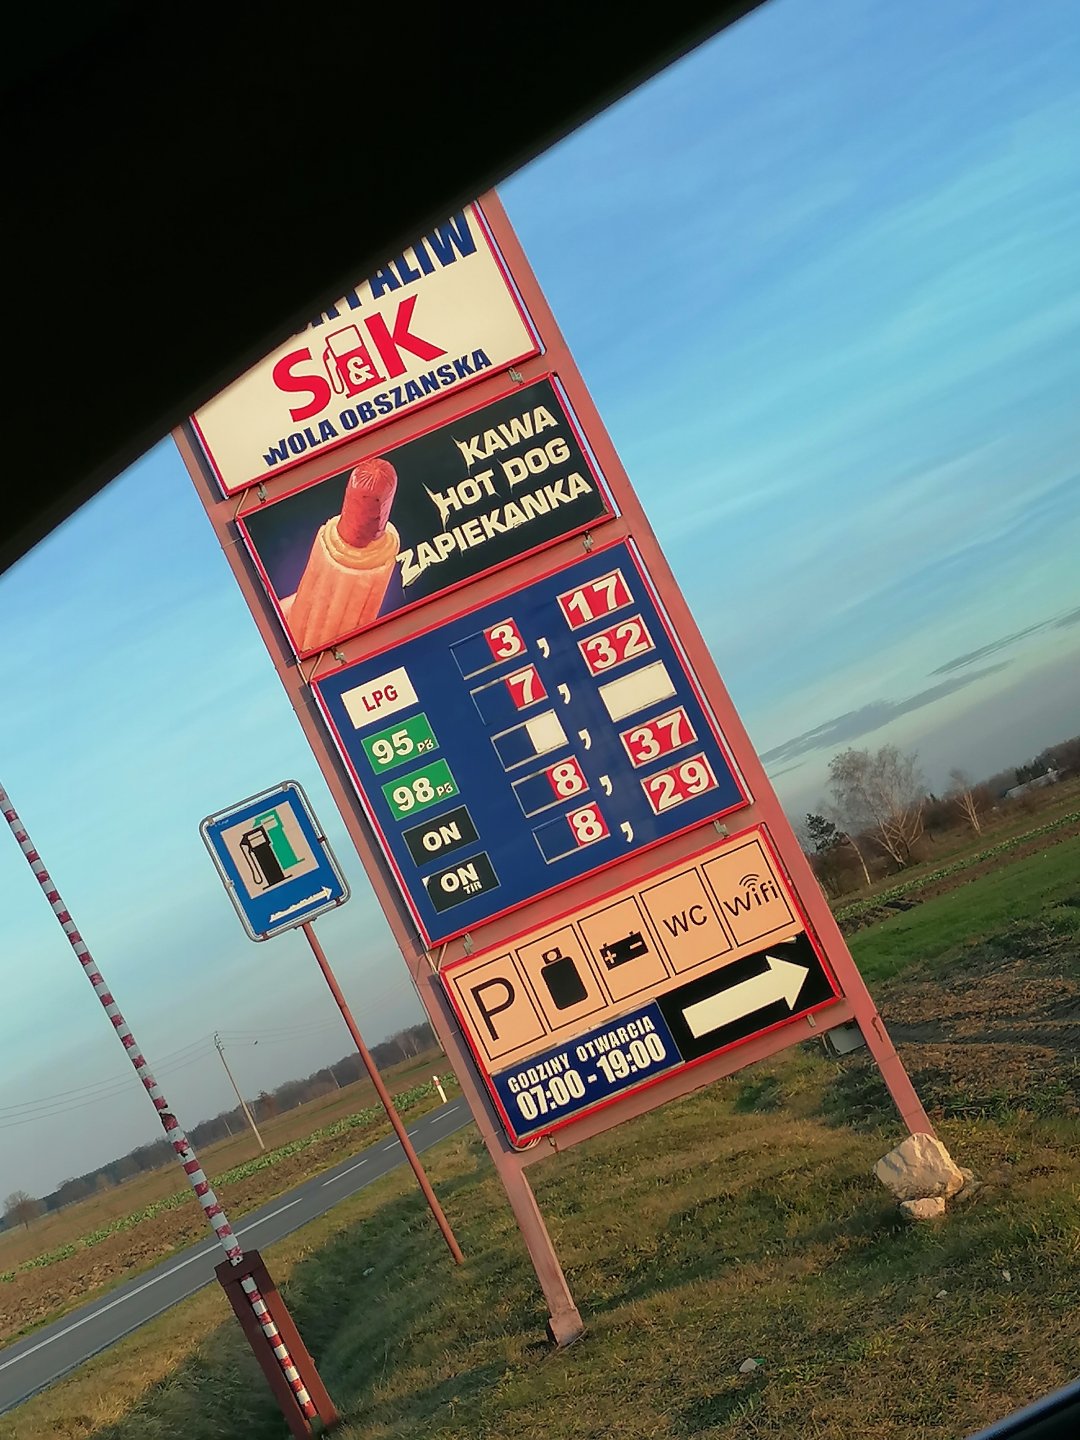 PALIW
S&K
WOLA OBSZANSKA
KAWA
HOT DOG
ZAPIEKANKA
LPG 3,17
95 PB 7,32
98 PB ,
ON 8,37
ON TIR 8,29
P WC wifi
GODZINY OTWARCIA
07:00 - 19:00